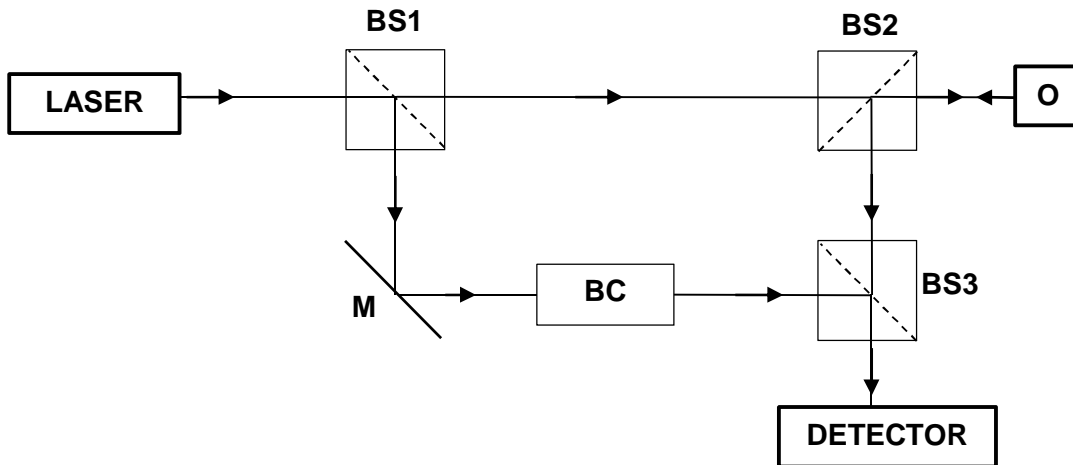 BS1
BS2
LASER
O
BS3
M
BC
DETECTOR